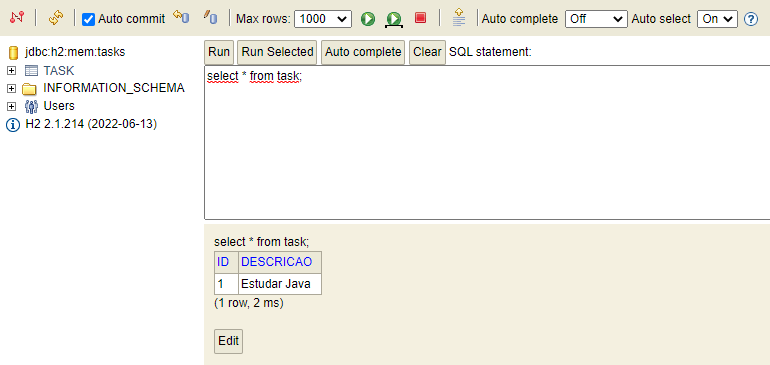 Auto commit Max rows: 1000 Auto complete Off Auto select On ?
jdbc:h2:mem:tasks
TASK
INFORMATION_SCHEMA
Users
H2 2.1.214 (2022-06-13)
Run Run Selected Auto complete Clear SQL statement:
select * from task;
select * from task;
ID DESCRICAO
1 Estudar Java
(1 row, 2 ms)
Edit